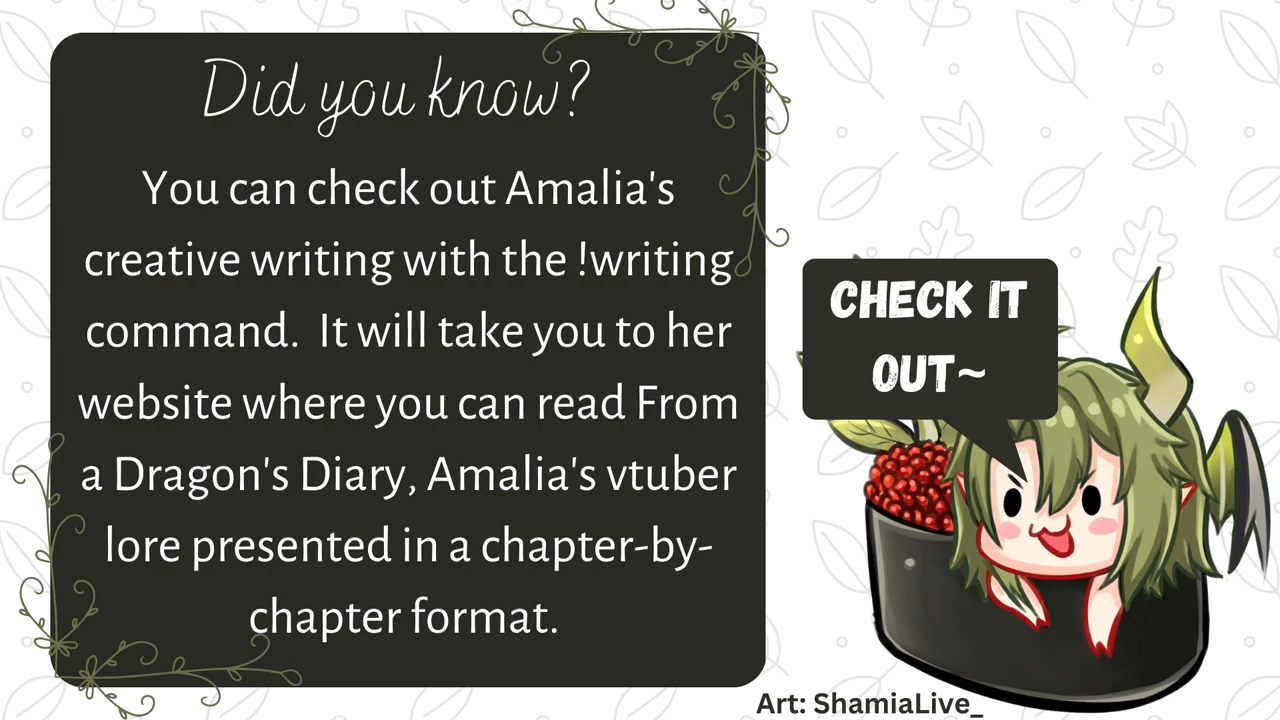 Did you know?
You can check out Amalia's
creative writing with the !writing
command.  It will take you to her
website where you can read From
a Dragon's Diary, Amalia's vtuber
lore presented in a chapter-by-
chapter format.
CHECK IT
OUT~
Art: ShamiaLive_